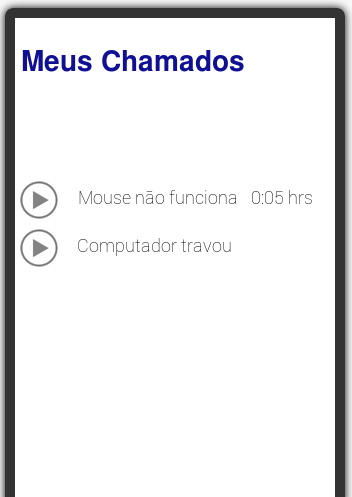 Meus Chamados
Mouse não funciona 0:05 hrs
Computador travou